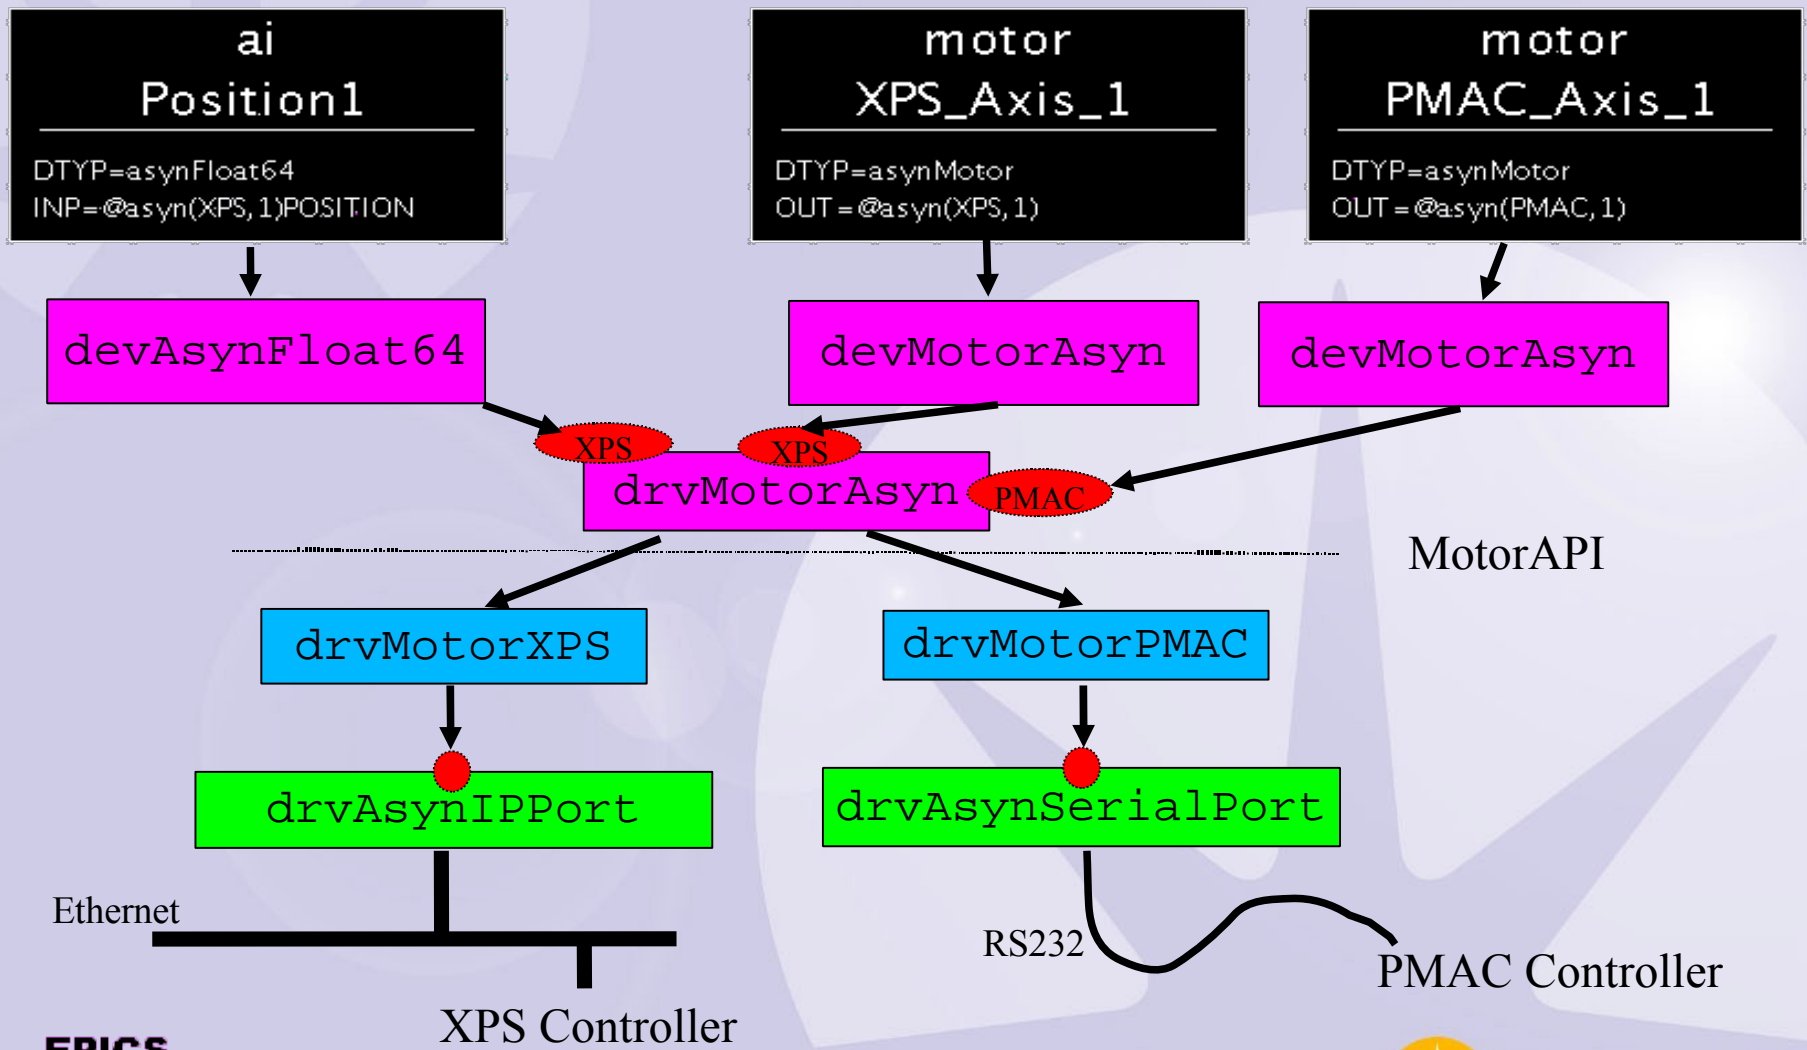 ai
Position1
DTYP=asynFloat64
INP=@asyn(XPS,1)POSITION
motor
XPS_Axis_1
DTYP=asynMotor
OUT=@asyn(XPS,1)
motor
PMAC_Axis_1
DTYP=asynMotor
OUT=@asyn(PMAC,1)
devAsynFloat64
devMotorAsyn
devMotorAsyn
XPS
XPS
drvMotorAsyn
PMAC
MotorAPI
drvMotorXPS
drvMotorPMAC
drvAsynIPPort
drvAsynSerialPort
Ethernet
RS232
PMAC Controller
XPS Controller
EPICS